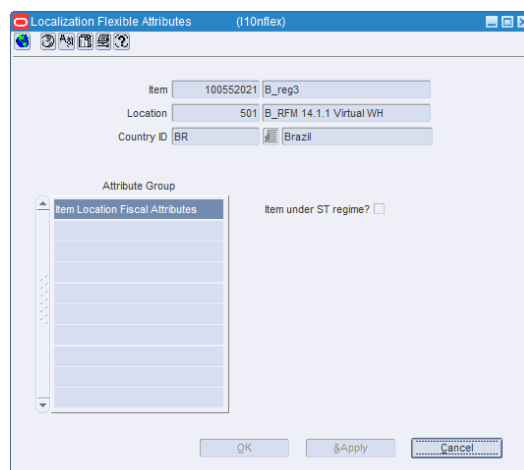 Localization Flexible Attributes (l10nflex)
Item 100552021 B_reg3
Location 501 B_RFM 14.1.1 Virtual WH
Country ID BR Brazil
Attribute Group
Item Location Fiscal Attributes Item under ST regime?
OK &Apply Cancel